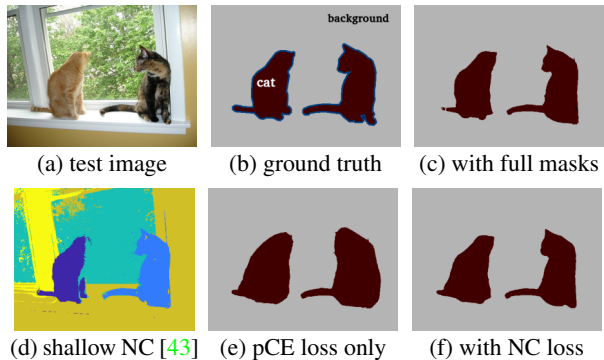 background
cat
(a) test image (b) ground truth (c) with full masks
(d) shallow NC [43] (e) pCE loss only (f) with NC loss